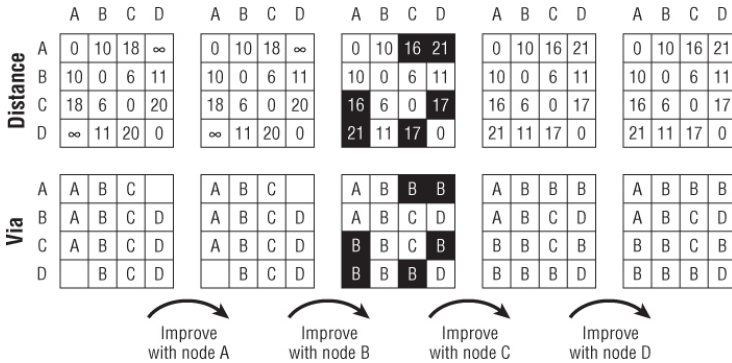 A B C D A B C D A B C D A B C D A B C D
Distance
A 0 10 18 ∞ 0 10 18 ∞ 0 10 16 21 0 10 16 21 0 10 16 21
B 10 0 6 11 10 0 6 11 10 0 6 11 10 0 6 11 10 0 6 11
C 18 6 0 20 18 6 0 20 16 6 0 17 16 6 0 17 16 6 0 17
D ∞ 11 20 0 ∞ 11 20 0 21 11 17 0 21 11 17 0 21 11 17 0
Via
A A B C A B C A B B B A B B B A B B B
B A B C D A B C D A B C D A B C D A B C D
C A B C D A B C D B B C B B B C B B B C B
D B C D B C D B B B D B B B D B B B D
Improve with node A
Improve with node B
Improve with node C
Improve with node D